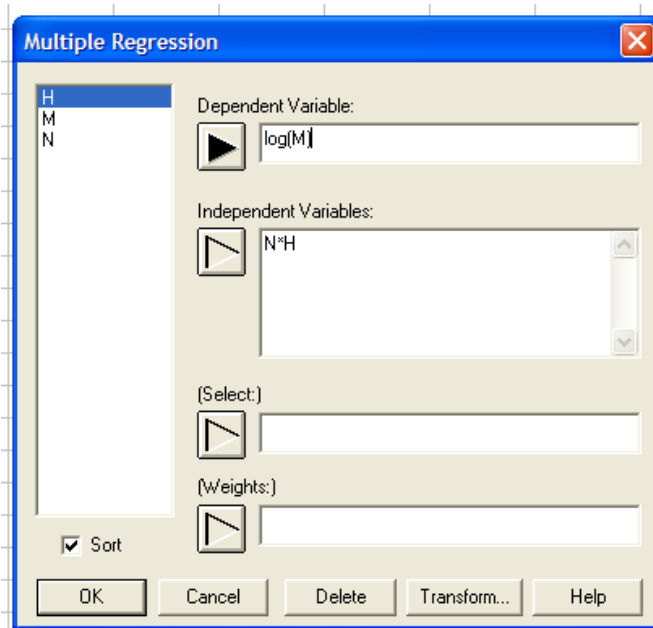 Multiple Regression
H
M
N
Dependent Variable:
log(M)
Independent Variables:
N*H
(Select:)
(Weights:)
Sort
OK
Cancel
Delete
Transform...
Help